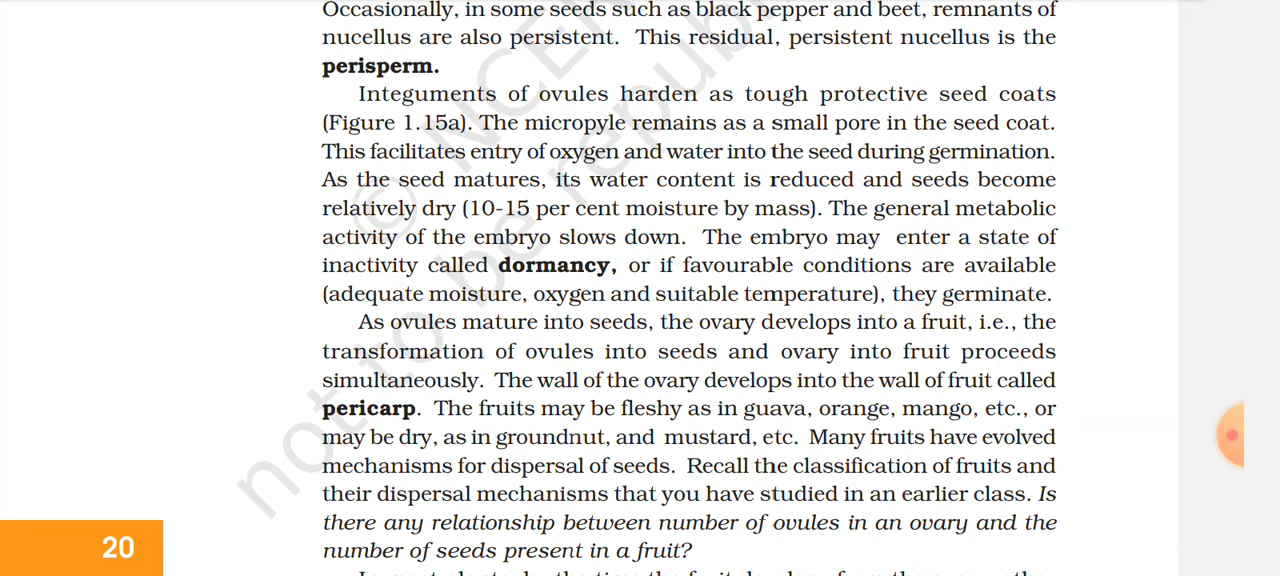 Occasionally, in some seeds such as black pepper and beet, remnants of
nucellus are also persistent. This residual, persistent nucellus is the
perisperm.
Integuments of ovules harden as tough protective seed coats
(Figure 1.15a). The micropyle remains as a small pore in the seed coat.
This facilitates entry of oxygen and water into the seed during germination.
As the seed matures, its water content is reduced and seeds become
relatively dry (10-15 per cent moisture by mass). The general metabolic
activity of the embryo slows down. The embryo may enter a state of
inactivity called dormancy, or if favourable conditions are available
(adequate moisture, oxygen and suitable temperature), they germinate.
As ovules mature into seeds, the ovary develops into a fruit, i.e., the
transformation of ovules into seeds and ovary into fruit proceeds
simultaneously. The wall of the ovary develops into the wall of fruit called
pericarp. The fruits may be fleshy as in guava, orange, mango, etc., or
may be dry, as in groundnut, and mustard, etc. Many fruits have evolved
mechanisms for dispersal of seeds. Recall the classification of fruits and
their dispersal mechanisms that you have studied in an earlier class. Is
there any relationship between number of ovules in an ovary and the
number of seeds present in a fruit?
20
© NCE
not to be republi